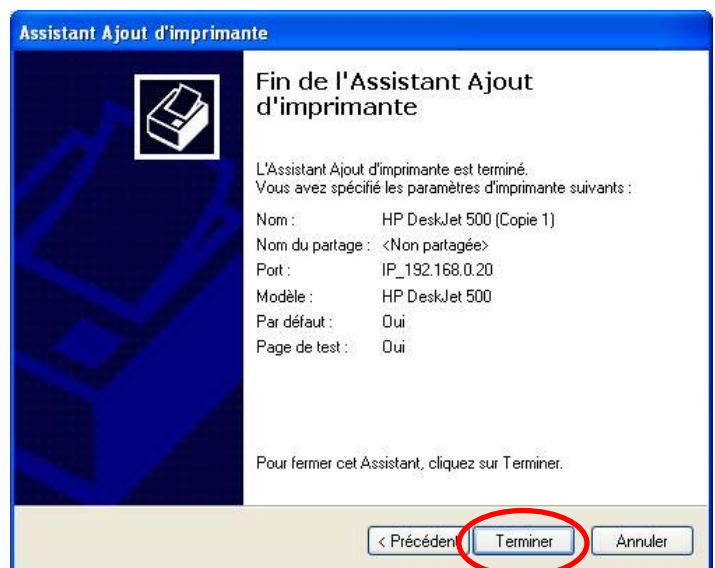 Assistant Ajout d'imprimante
Fin de l'Assistant Ajout
d'imprimante
L'Assistant Ajout d'imprimante est terminé.
Vous avez spécifié les paramètres d'imprimante suivants :
Nom : HP DeskJet 500 (Copie 1)
Nom du partage : <Non partagée>
Port : IP_192.168.0.20
Modèle : HP DeskJet 500
Par défaut : Oui
Page de test : Oui
Pour fermer cet Assistant, cliquez sur Terminer.
< Précédent Terminer Annuler